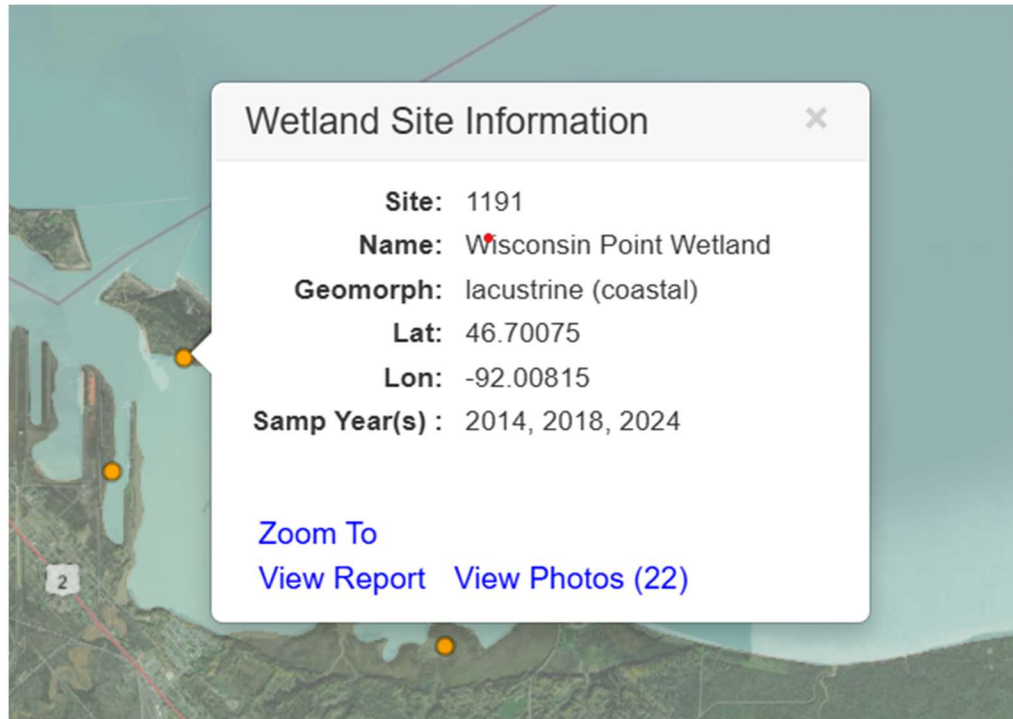 Wetland Site Information ×
Site: 1191
Name: Wisconsin Point Wetland
Geomorph: lacustrine (coastal)
Lat: 46.70075
Lon: -92.00815
Samp Year(s) : 2014, 2018, 2024
Zoom To
View Report View Photos (22)
2